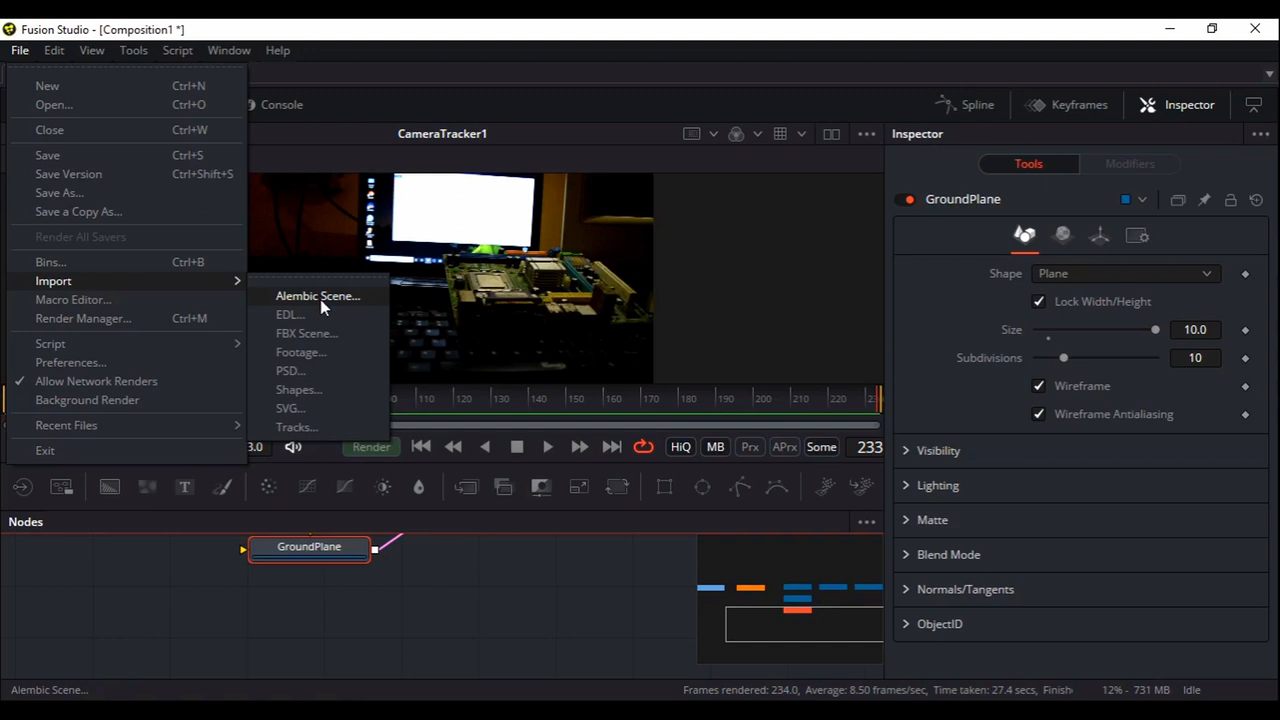 Fusion Studio - [Composition1 *]
File Edit View Tools Script Window Help
New Ctrl+N
Open... Ctrl+O
Close Ctrl+W
Save Ctrl+S
Save Version Ctrl+Shift+S
Save As...
Save a Copy As...
Render All Savers
Bins... Ctrl+B
Import
Macro Editor...
Render Manager... Ctrl+M
Script
Preferences...
Allow Network Renders
Background Render
Recent Files
Exit
Alembic Scene...
EDL...
FBX Scene...
Footage...
PSD...
Shapes...
SVG...
Tracks...
Console
Spline Keyframes Inspector
CameraTracker1
Inspector
Tools Modifiers
GroundPlane
Shape Plane
Lock Width/Height
Size 10.0
Subdivisions 10
Wireframe
Wireframe Antialiasing
Visibility
Lighting
Matte
Blend Mode
Normals/Tangents
ObjectID
110 120 130 140 150 160 170 180 190 200 210 220
3.0 Render HiQ MB Prx APrx Some 233
Nodes
GroundPlane
Alembic Scene...
Frames rendered: 234.0, Average: 8.50 frames/sec, Time taken: 27.4 secs, Finish
12% - 731 MB Idle